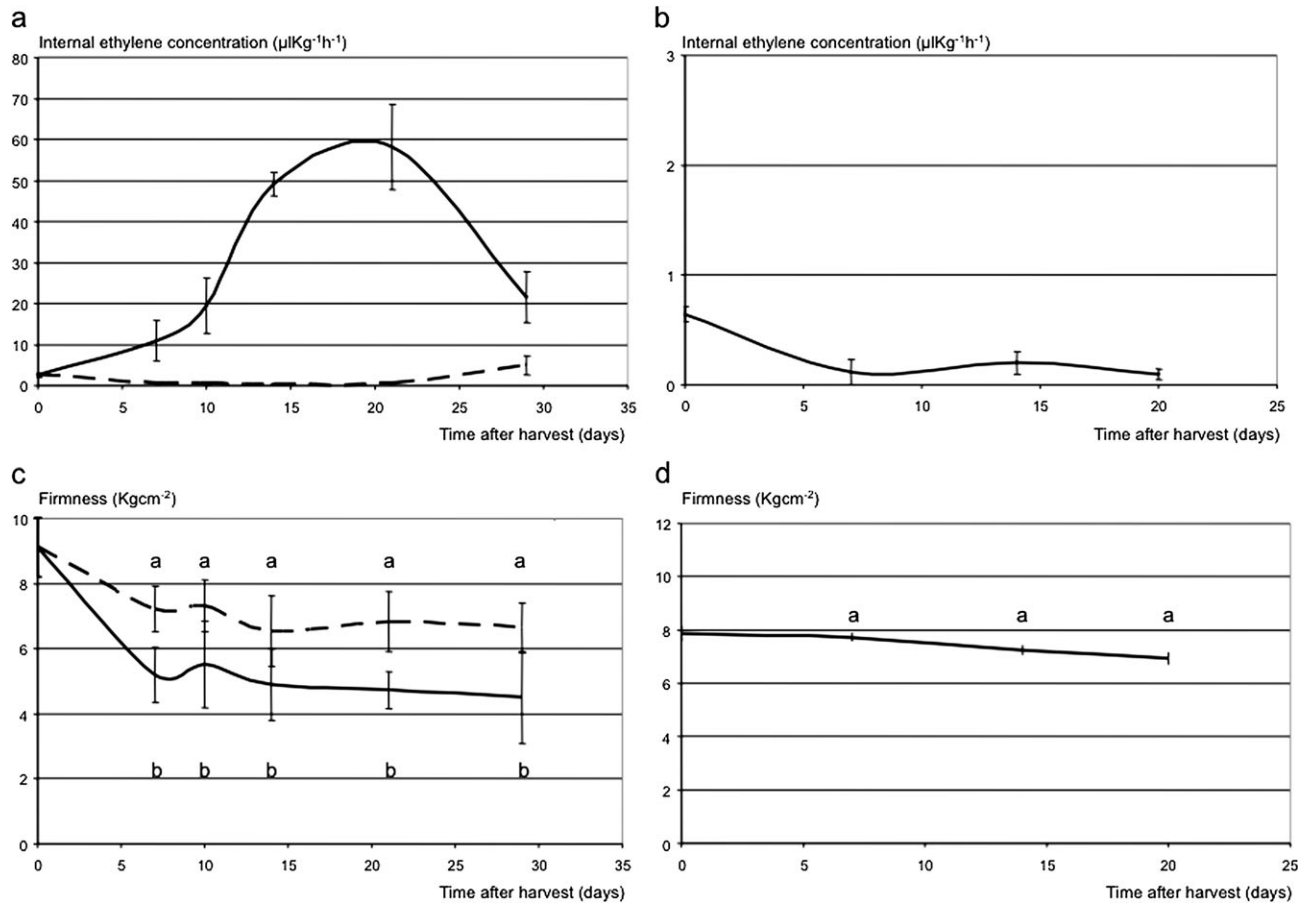 a
Internal ethylene concentration (µlKg⁻¹h⁻¹)
80
70
60
50
40
30
20
10
0
0 5 10 15 20 25 30 35
Time after harvest (days)
b
Internal ethylene concentration (µlKg⁻¹h⁻¹)
3
2
1
0
0 5 10 15 20 25
Time after harvest (days)
c
Firmness (Kgcm⁻²)
10
a a a a a
8
6
4
b b b b b
2
0
0 5 10 15 20 25 30 35
Time after harvest (days)
d
Firmness (Kgcm⁻²)
12
10
a a a
8
6
4
2
0
0 5 10 15 20 25
Time after harvest (days)